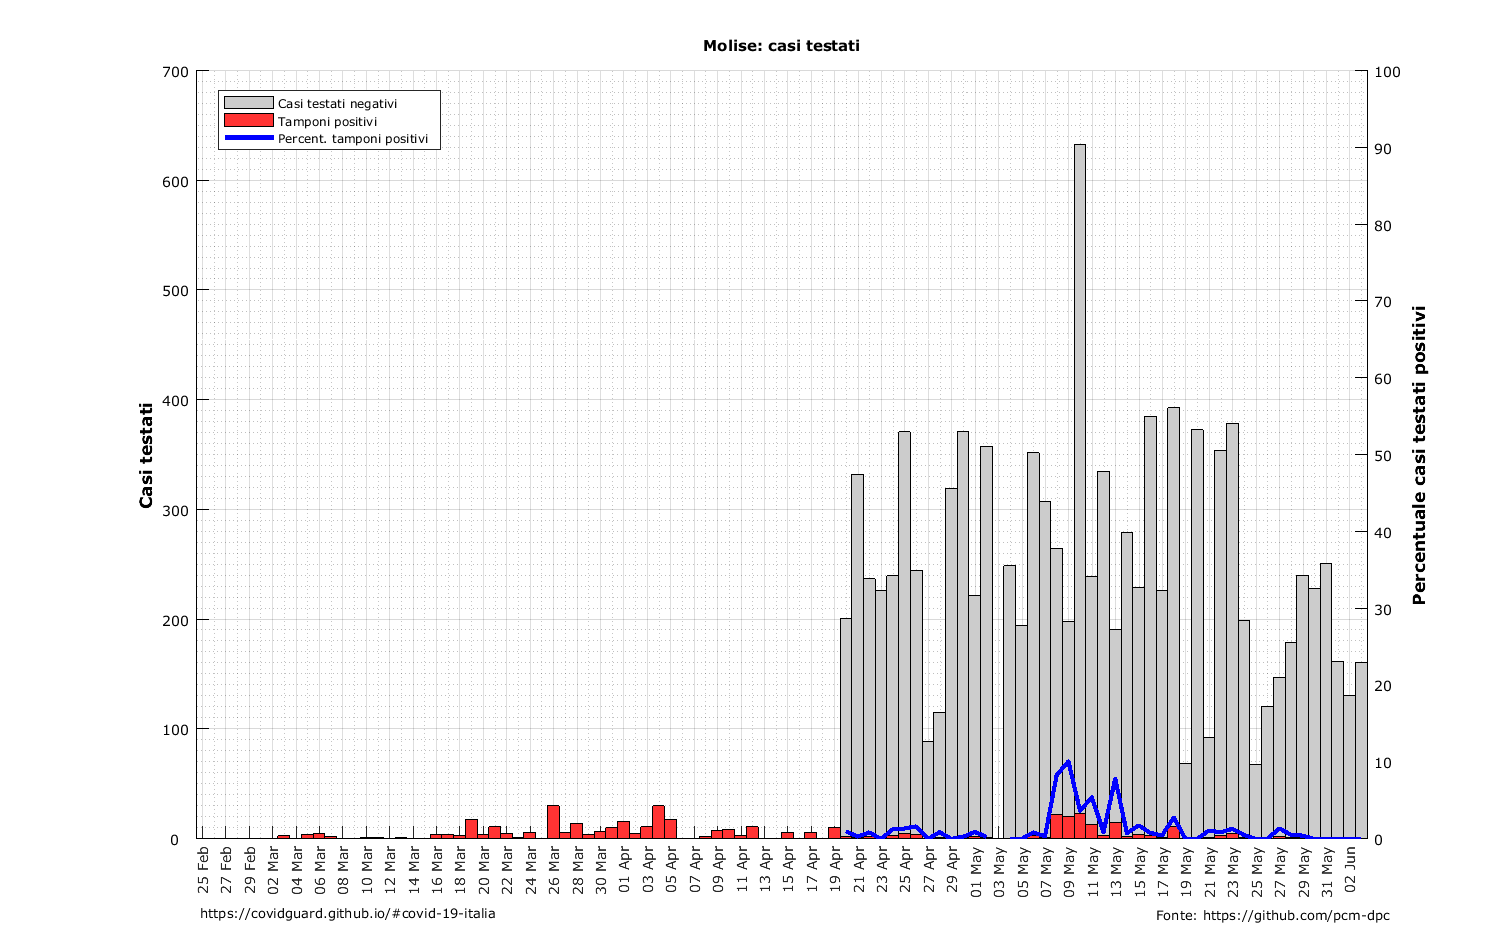 Molise: casi testati
Casi testati negativi
Tamponi positivi
Percent. tamponi positivi
Casi testati
700
600
500
400
300
200
100
0
100
90
80
70
60
50
40
30
20
10
0
Percentuale casi testati positivi
25 Feb
27 Feb
29 Feb
02 Mar
04 Mar
06 Mar
08 Mar
10 Mar
12 Mar
14 Mar
16 Mar
18 Mar
20 Mar
22 Mar
24 Mar
26 Mar
28 Mar
30 Mar
01 Apr
03 Apr
05 Apr
07 Apr
09 Apr
11 Apr
13 Apr
15 Apr
17 Apr
19 Apr
21 Apr
23 Apr
25 Apr
27 Apr
29 Apr
01 May
03 May
05 May
07 May
09 May
11 May
13 May
15 May
17 May
19 May
21 May
23 May
25 May
27 May
29 May
31 May
02 Jun
https://covidguard.github.io/#covid-19-italia
Fonte: https://github.com/pcm-dpc